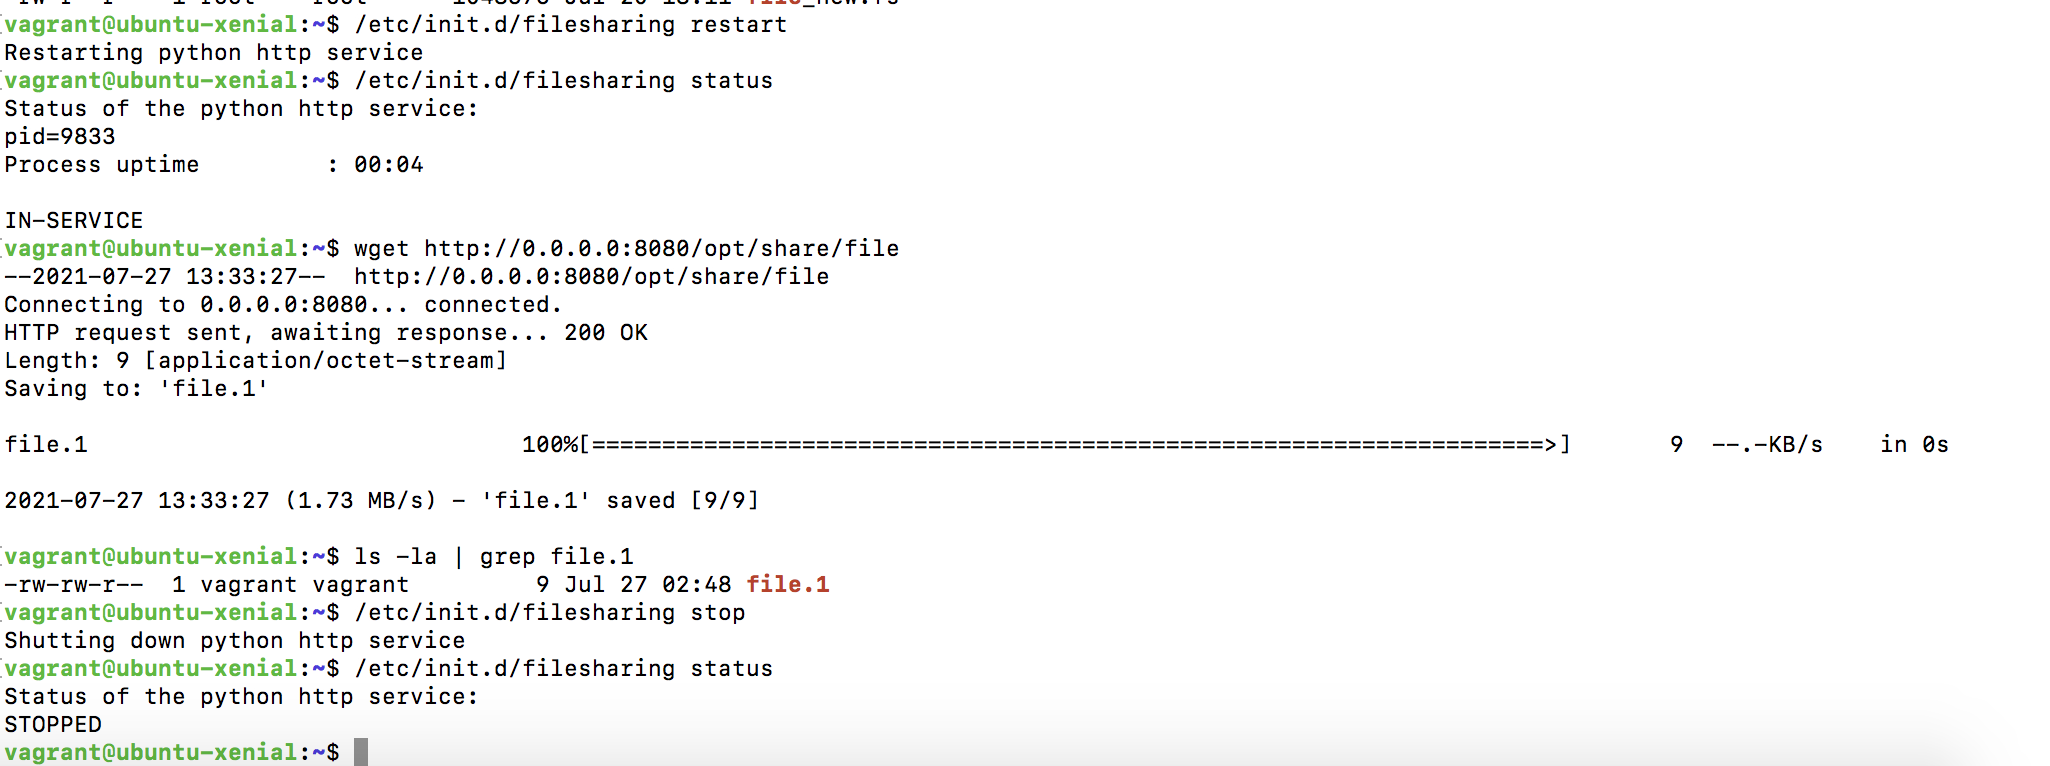 vagrant@ubuntu-xenial:~$ /etc/init.d/filesharing restart
Restarting python http service
vagrant@ubuntu-xenial:~$ /etc/init.d/filesharing status
Status of the python http service:
pid=9833
Process uptime         : 00:04
IN-SERVICE
vagrant@ubuntu-xenial:~$ wget http://0.0.0.0:8080/opt/share/file
--2021-07-27 13:33:27--  http://0.0.0.0:8080/opt/share/file
Connecting to 0.0.0.0:8080... connected.
HTTP request sent, awaiting response... 200 OK
Length: 9 [application/octet-stream]
Saving to: 'file.1'
file.1                               100%[====================================================================>]       9  --.-KB/s    in 0s
2021-07-27 13:33:27 (1.73 MB/s) - 'file.1' saved [9/9]
vagrant@ubuntu-xenial:~$ ls -la | grep file.1
-rw-rw-r--  1 vagrant vagrant         9 Jul 27 02:48 file.1
vagrant@ubuntu-xenial:~$ /etc/init.d/filesharing stop
Shutting down python http service
vagrant@ubuntu-xenial:~$ /etc/init.d/filesharing status
Status of the python http service:
STOPPED
vagrant@ubuntu-xenial:~$